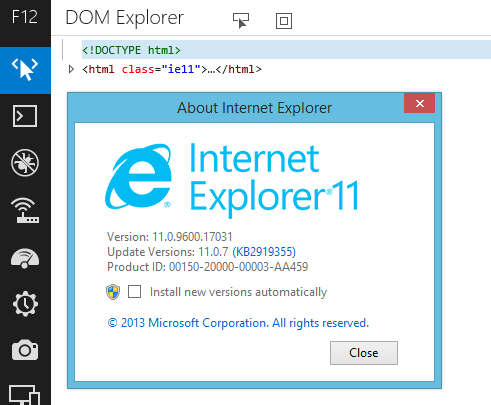 F12
DOM Explorer
<!DOCTYPE html>
<html class="ie11">…</html>
About Internet Explorer
Internet
Explorer®11
Version: 11.0.9600.17031
Update Versions: 11.0.7 (KB2919355)
Product ID: 00150-20000-00003-AA459
Install new versions automatically
© 2013 Microsoft Corporation. All rights reserved.
Close